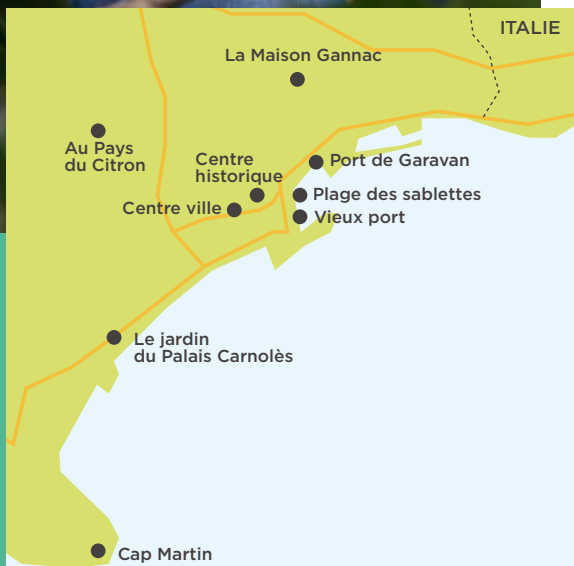 ITALIE
La Maison Gannac
Au Pays
du Citron
Centre
historique
Port de Garavan
Centre ville
Plage des sablettes
Vieux port
Le jardin
du Palais Carnolès
Cap Martin